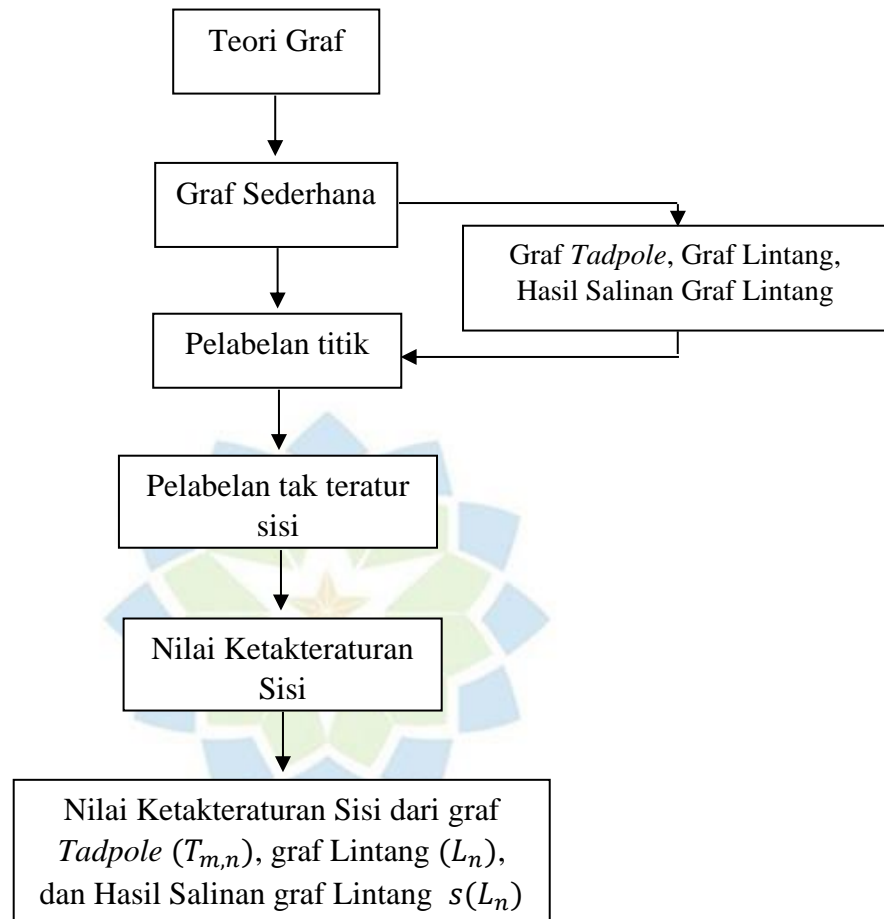 Teori Graf
Graf Sederhana
Graf Tadpole, Graf Lintang,
Hasil Salinan Graf Lintang
Pelabelan titik
Pelabelan tak teratur
sisi
Nilai Ketakteraturan
Sisi
Nilai Ketakteraturan Sisi dari graf
Tadpole (T_{m,n}), graf Lintang (L_n),
dan Hasil Salinan graf Lintang s(L_n)